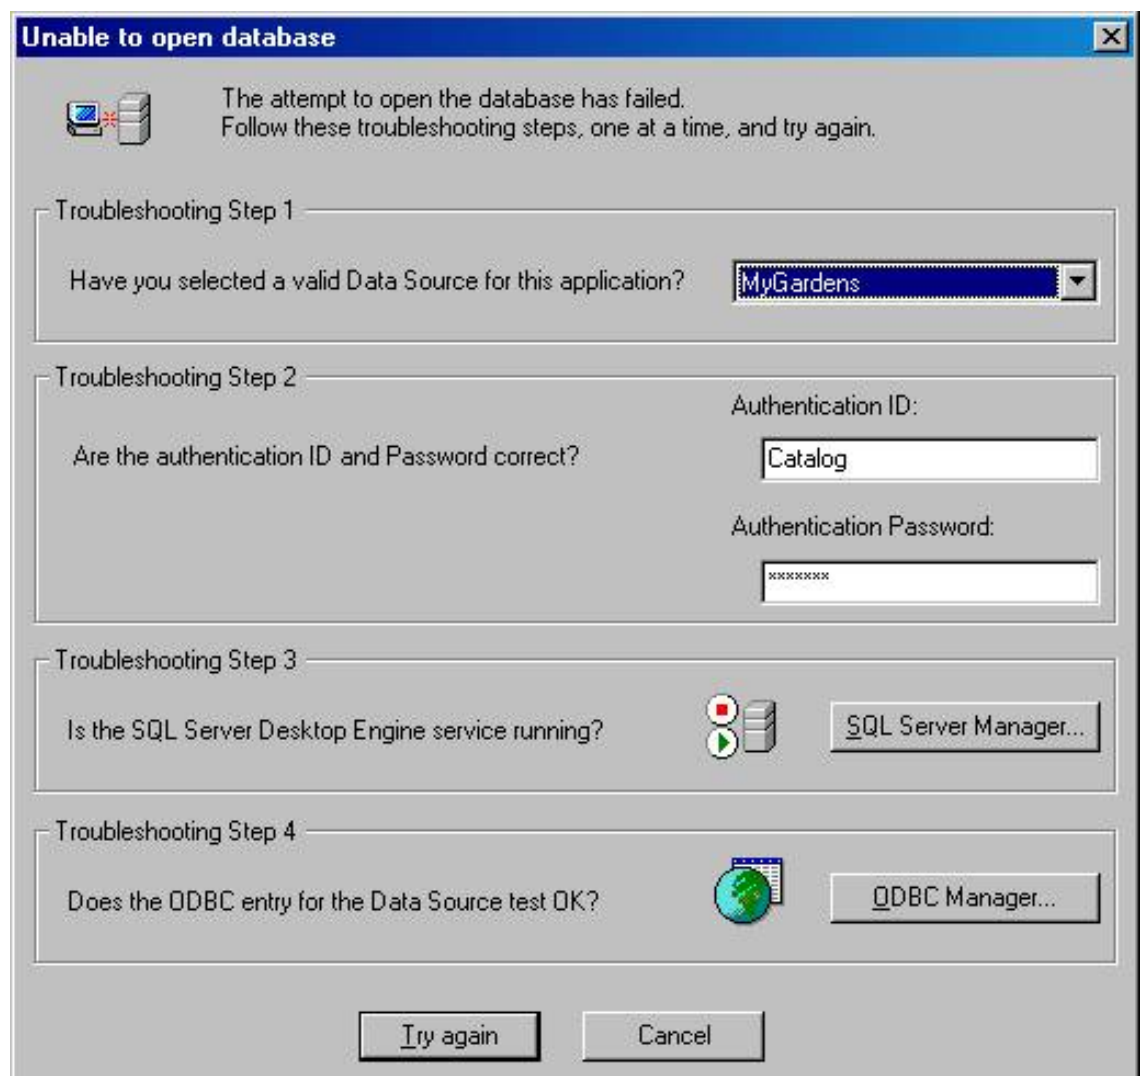 Unable to open database
The attempt to open the database has failed.
Follow these troubleshooting steps, one at a time, and try again.
Troubleshooting Step 1
Have you selected a valid Data Source for this application?
MyGardens
Troubleshooting Step 2
Authentication ID:
Are the authentication ID and Password correct?
Catalog
Authentication Password:
*******
Troubleshooting Step 3
Is the SQL Server Desktop Engine service running?
SQL Server Manager...
Troubleshooting Step 4
Does the ODBC entry for the Data Source test OK?
ODBC Manager...
Try again
Cancel